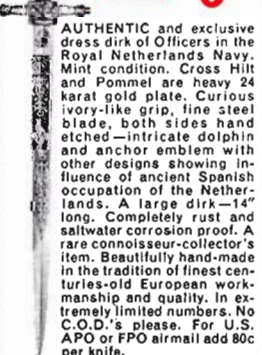 AUTHENTIC and exclusive
dress dirk of Officers in the
Royal Netherlands Navy.
Mint condition. Cross Hilt
and Pommel are heavy 24
karat gold plate. Curious
ivory-like grip, fine steel
blade, both sides hand
etched—intricate dolphin
and anchor emblem with
other designs showing in-
fluence of ancient Spanish
occupation of the Nether-
lands. A large dirk—14"
long. Completely rust and
saltwater corrosion proof. A
rare connoisseur-collector's
item. Beautifully hand-made
in the tradition of finest cen-
turies-old European work-
manship and quality. In ex-
tremely limited numbers. No
C.O.D.'s please. For U.S.
APO or FPO airmail add 80c
per knife.